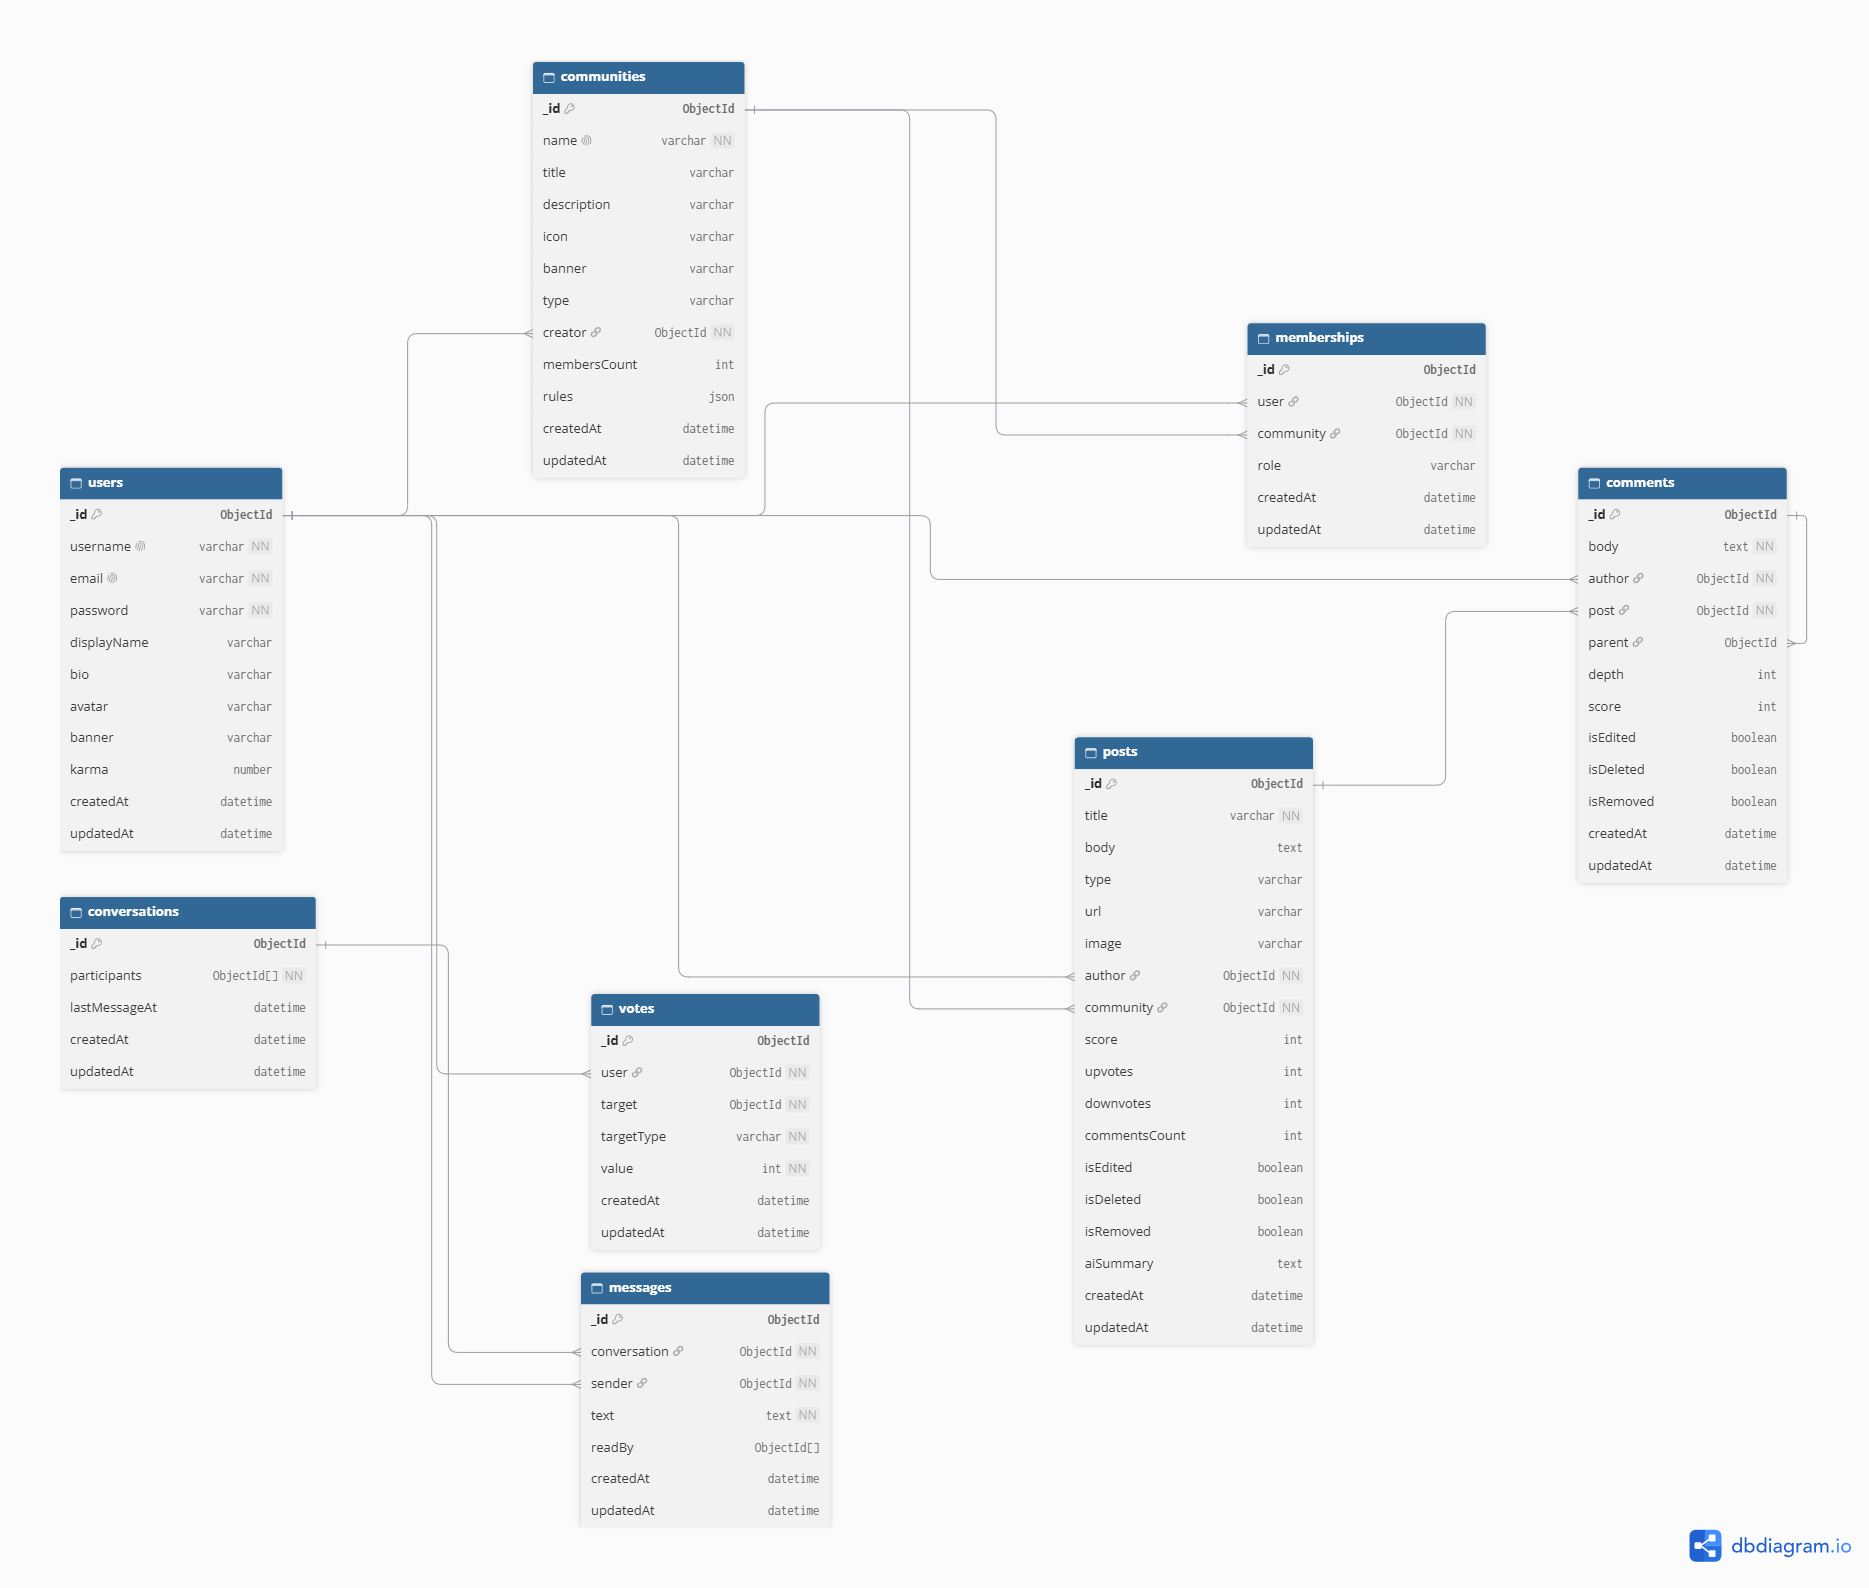 communities
_id ObjectId
name varchar NN
title varchar
description varchar
icon varchar
banner varchar
type varchar
creator ObjectId NN
membersCount int
rules json
createdAt datetime
updatedAt datetime
memberships
_id ObjectId
user ObjectId NN
community ObjectId NN
role varchar
createdAt datetime
updatedAt datetime
users
_id ObjectId
username varchar NN
email varchar NN
password varchar NN
displayName varchar
bio varchar
avatar varchar
banner varchar
karma number
createdAt datetime
updatedAt datetime
comments
_id ObjectId
body text NN
author ObjectId NN
post ObjectId NN
parent ObjectId
depth int
score int
isEdited boolean
isDeleted boolean
isRemoved boolean
createdAt datetime
updatedAt datetime
posts
_id ObjectId
title varchar NN
body text
type varchar
url varchar
image varchar
author ObjectId NN
community ObjectId NN
score int
upvotes int
downvotes int
commentsCount int
isEdited boolean
isDeleted boolean
isRemoved boolean
aiSummary text
createdAt datetime
updatedAt datetime
conversations
_id ObjectId
participants ObjectId[] NN
lastMessageAt datetime
createdAt datetime
updatedAt datetime
votes
_id ObjectId
user ObjectId NN
target ObjectId NN
targetType varchar NN
value int NN
createdAt datetime
updatedAt datetime
messages
_id ObjectId
conversation ObjectId NN
sender ObjectId NN
text text NN
readBy ObjectId[]
createdAt datetime
updatedAt datetime
dbdiagram.io